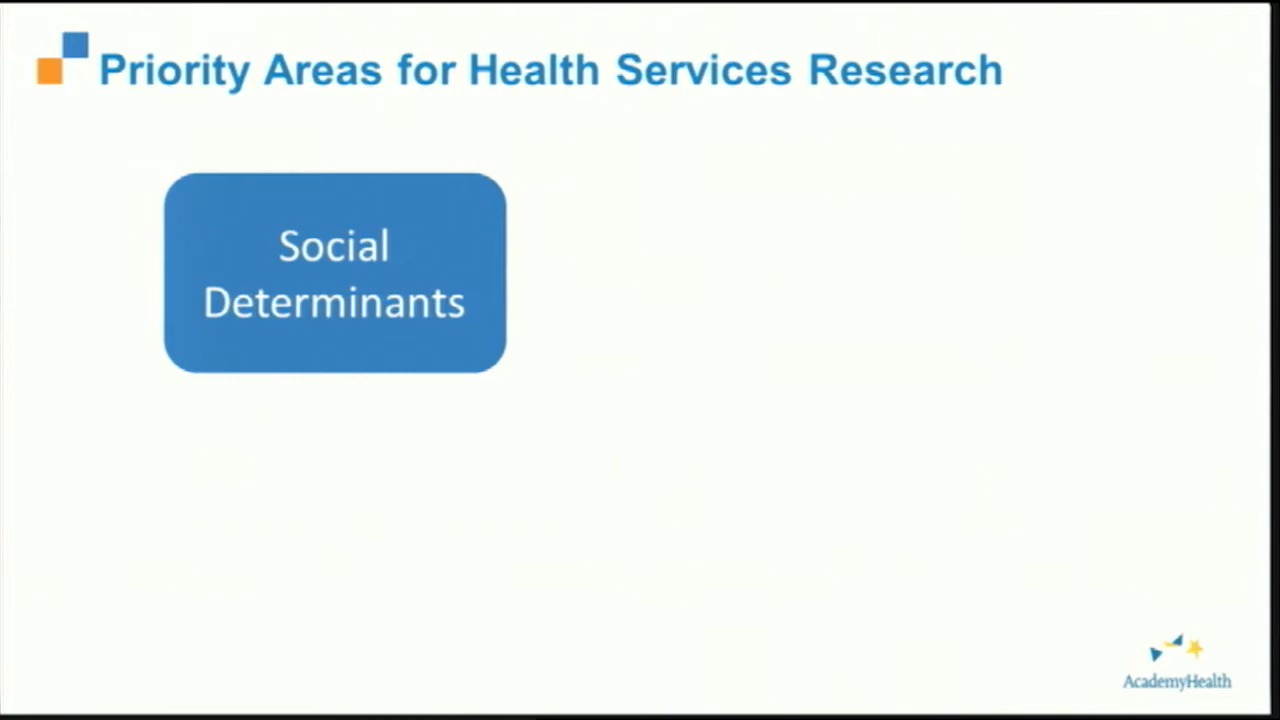 Priority Areas for Health Services Research
Social
Determinants
AcademyHealth